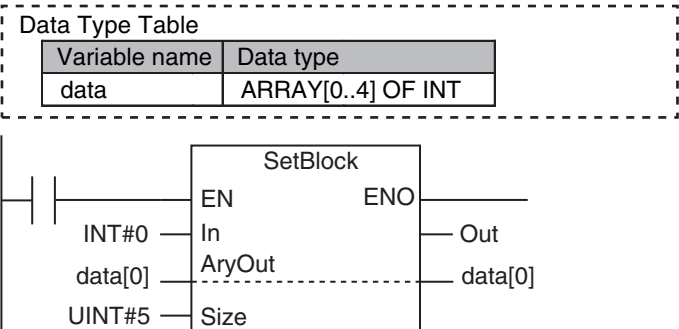 Data Type Table
Variable name Data type
data ARRAY[0..4] OF INT
SetBlock
EN ENO
INT#0 In Out
data[0] AryOut data[0]
UINT#5 Size